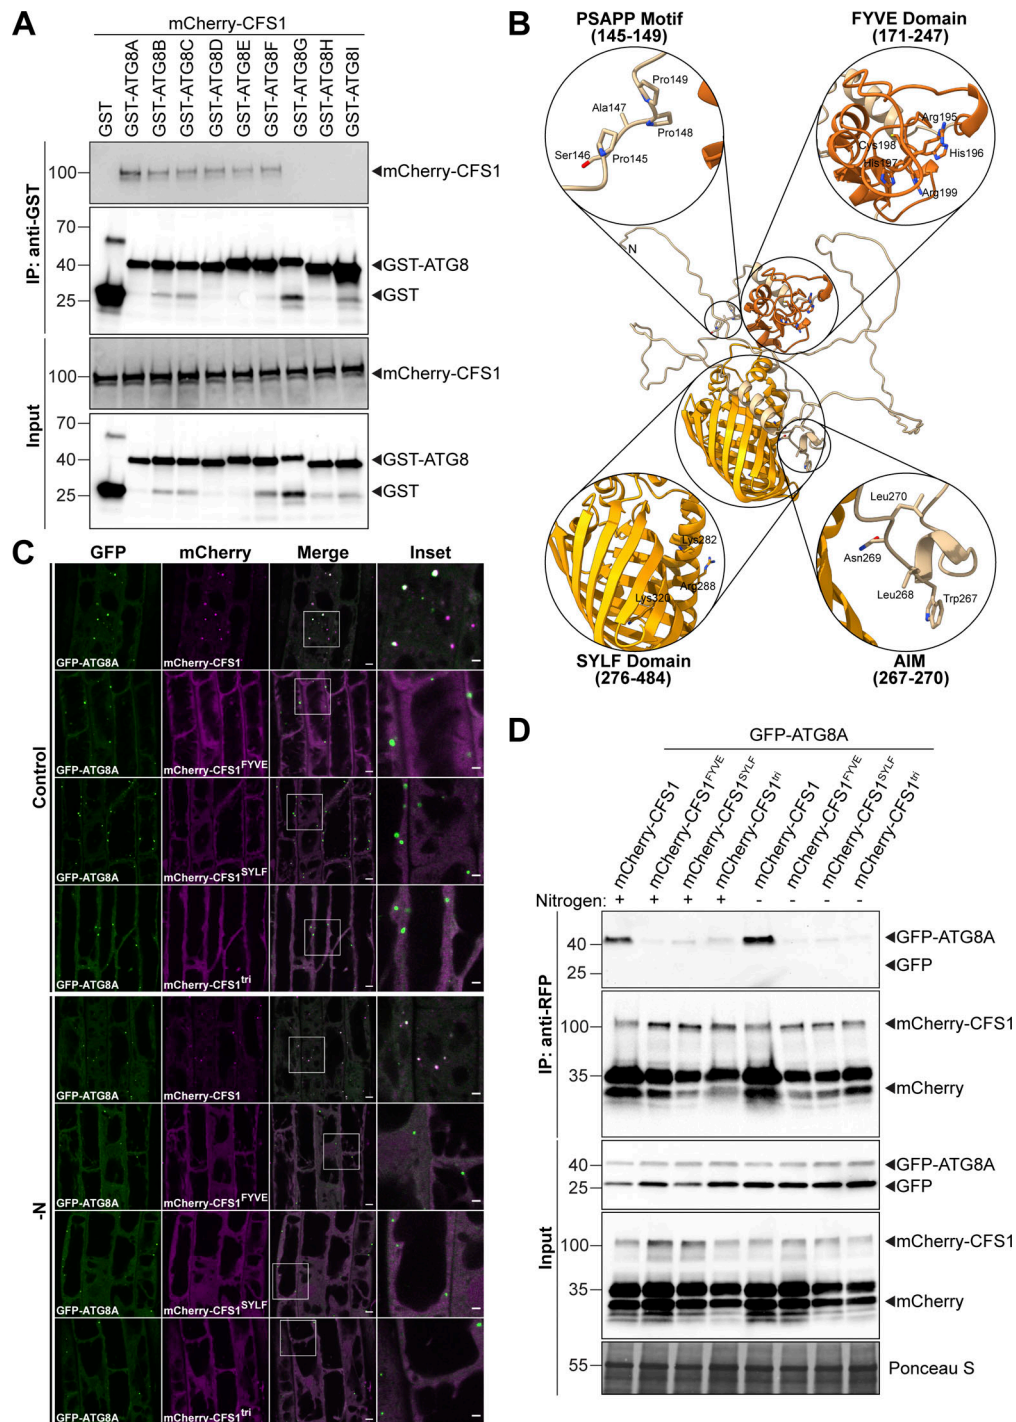 A
mCherry-CFS1
GST
GST-ATG8A
GST-ATG8B
GST-ATG8C
GST-ATG8D
GST-ATG8E
GST-ATG8F
GST-ATG8G
GST-ATG8H
GST-ATG8I
IP: anti-GST
100
mCherry-CFS1
70
40
GST-ATG8
25
GST
Input
100
mCherry-CFS1
70
40
GST-ATG8
25
GST
B
PSAPP Motif
(145-149)
FYVE Domain
(171-247)
Pro149
Ala147
Pro148
Ser146
Pro145
Arg195
Cys198
His196
His197
Arg199
N
Lys282
Arg288
Lys320
Leu270
Asn269
Leu268
Trp267
SYLF Domain
(276-484)
AIM
(267-270)
C
GFP mCherry Merge Inset
Control
GFP-ATG8A mCherry-CFS1
GFP-ATG8A mCherry-CFS1FYVE
GFP-ATG8A mCherry-CFS1SYLF
GFP-ATG8A mCherry-CFS1tri
-N
GFP-ATG8A mCherry-CFS1
GFP-ATG8A mCherry-CFS1FYVE
GFP-ATG8A mCherry-CFS1SYLF
GFP-ATG8A mCherry-CFS1tri
D
GFP-ATG8A
mCherry-CFS1
mCherry-CFS1FYVE
mCherry-CFS1SYLF
mCherry-CFS1tri
mCherry-CFS1
mCherry-CFS1FYVE
mCherry-CFS1SYLF
mCherry-CFS1tri
Nitrogen: + + + + - - - -
IP: anti-RFP
40
GFP-ATG8A
25
GFP
100
mCherry-CFS1
35
mCherry
Input
40
GFP-ATG8A
25
GFP
100
mCherry-CFS1
35
mCherry
55
Ponceau S